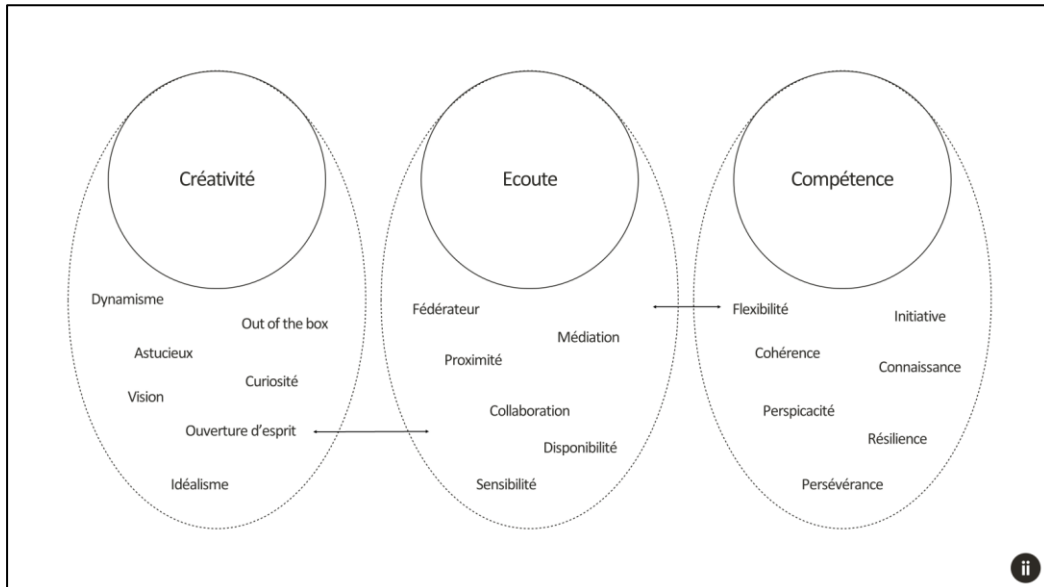 Créativité
Dynamisme
Out of the box
Astucieux
Curiosité
Vision
Ouverture d’esprit
Idéalisme
Ecoute
Fédérateur
Médiation
Proximité
Collaboration
Disponibilité
Sensibilité
Compétence
Flexibilité
Initiative
Cohérence
Connaissance
Perspicacité
Résilience
Persévérance
ii